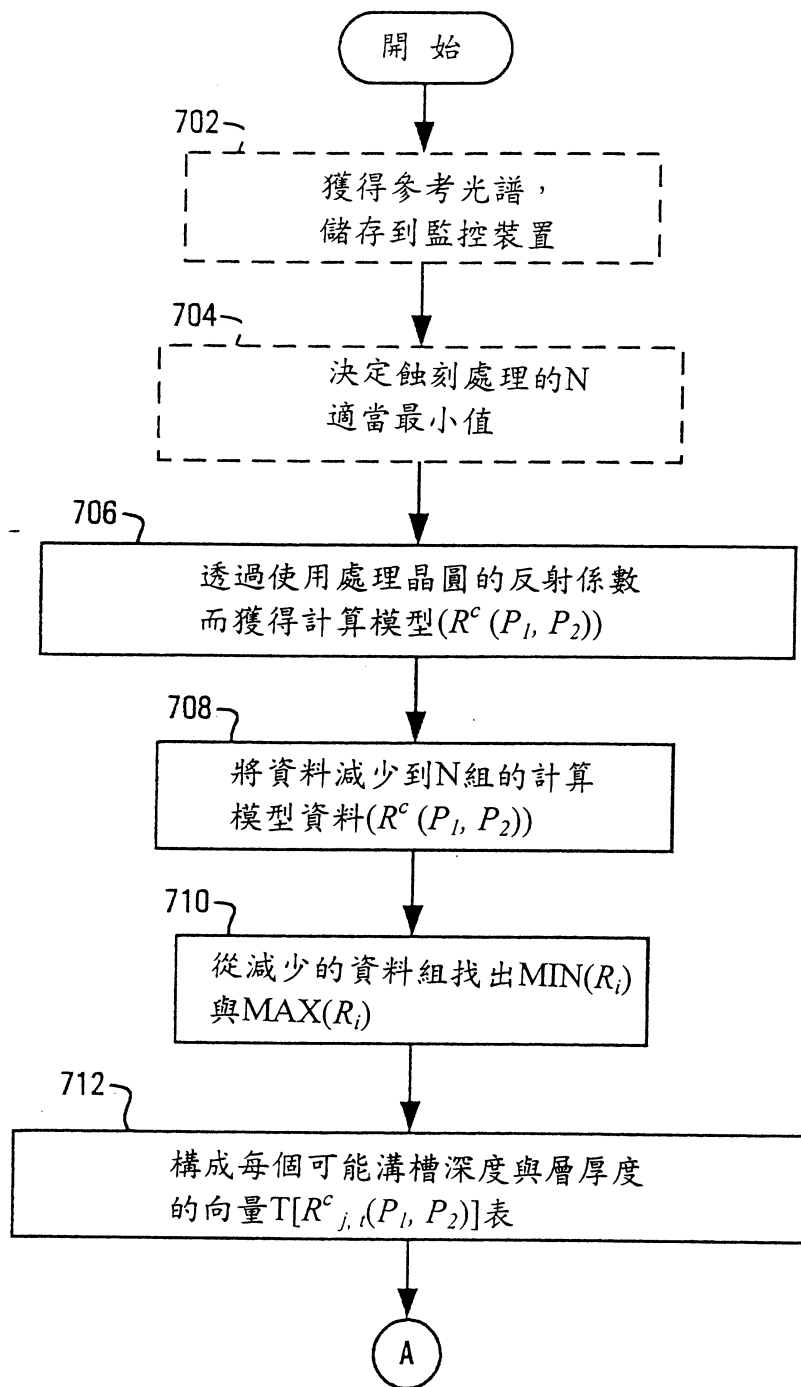 開 始
702
獲得參考光譜，
儲存到監控裝置
704
決定蝕刻處理的N
適當最小值
706
透過使用處理晶圓的反射係數
而獲得計算模型(R^c (P_1, P_2))
708
將資料減少到N組的計算
模型資料(R^c (P_1, P_2))
710
從減少的資料組找出MIN(R_i)
與MAX(R_i)
712
構成每個可能溝槽深度與層厚度
的向量T[R^c_{j, t}(P_1, P_2)]表
A